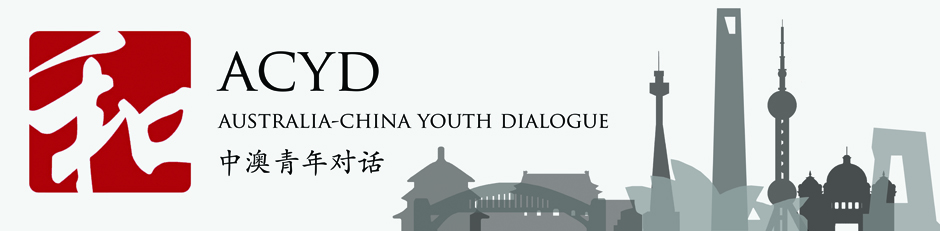 和
ACYD
AUSTRALIA-CHINA YOUTH DIALOGUE
中澳青年对话